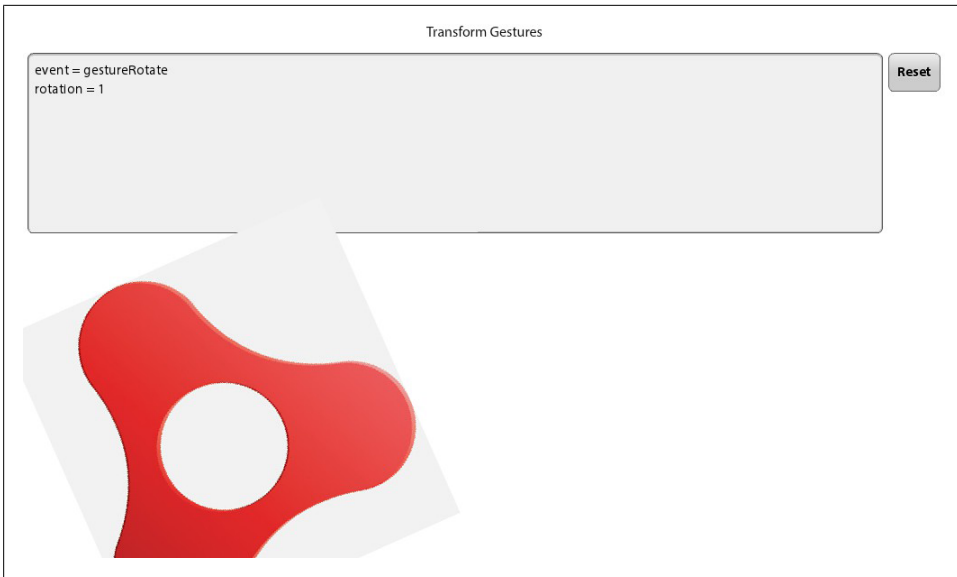 Transform Gestures
event = gestureRotate
rotation = 1
Reset